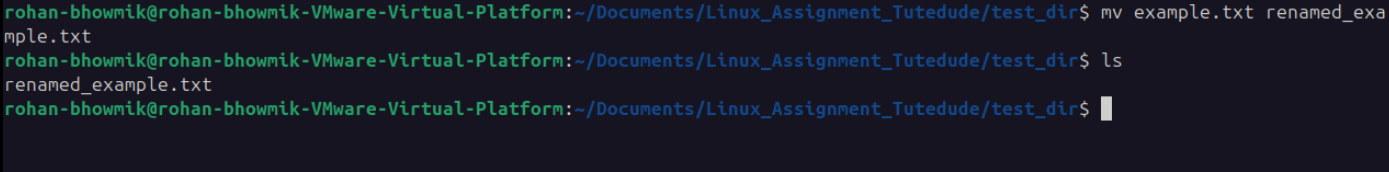 rohan-bhowmik@rohan-bhowmik-VMware-Virtual-Platform:~/Documents/Linux_Assignment_Tutedude/test_dir$ mv example.txt renamed_exa
mple.txt
rohan-bhowmik@rohan-bhowmik-VMware-Virtual-Platform:~/Documents/Linux_Assignment_Tutedude/test_dir$ ls
renamed_example.txt
rohan-bhowmik@rohan-bhowmik-VMware-Virtual-Platform:~/Documents/Linux_Assignment_Tutedude/test_dir$